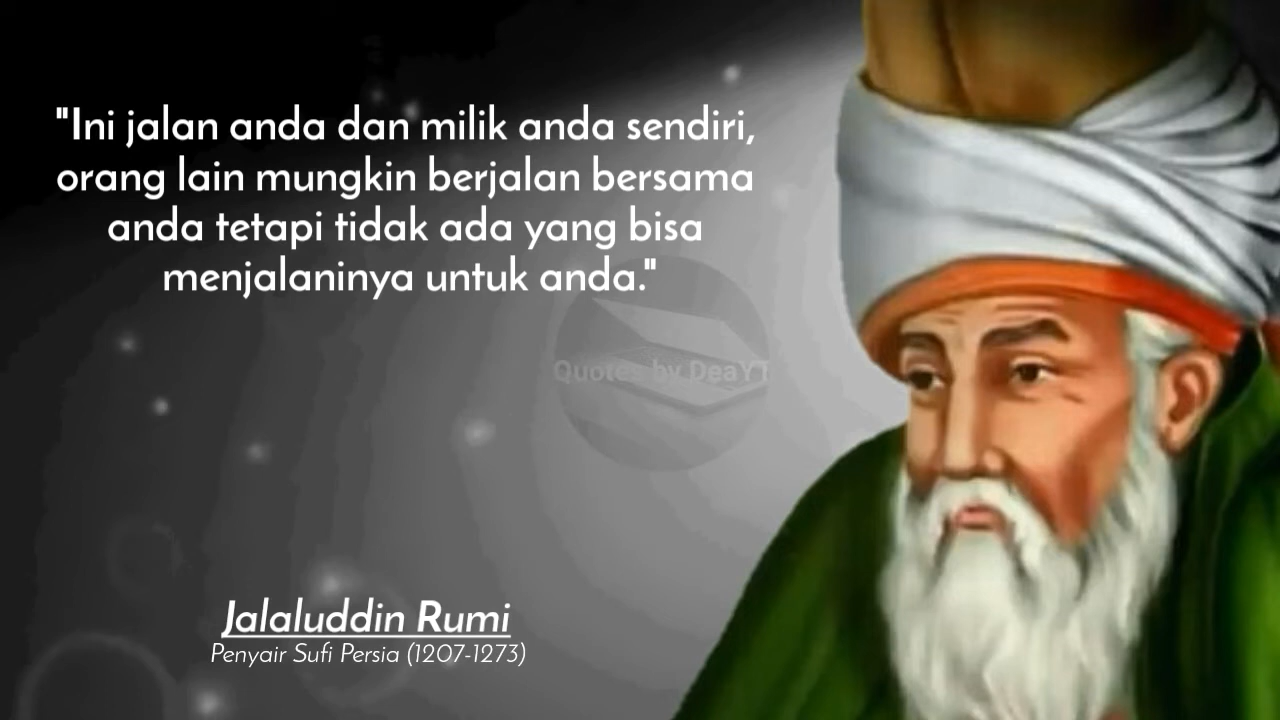 "Ini jalan anda dan milik anda sendiri,
orang lain mungkin berjalan bersama
anda tetapi tidak ada yang bisa
menjalaninya untuk anda."
Quotes by DeaYT
Jalaluddin Rumi
Penyair Sufi Persia (1207-1273)